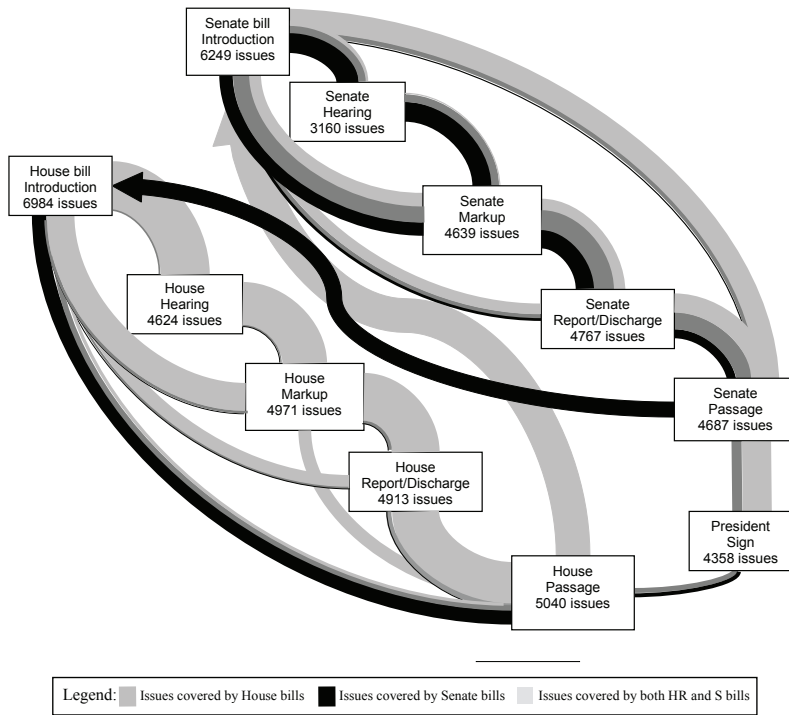 Senate bill
Introduction
6249 issues
Senate
Hearing
3160 issues
House bill
Introduction
6984 issues
Senate
Markup
4639 issues
House
Hearing
4624 issues
Senate
Report/Discharge
4767 issues
House
Markup
4971 issues
Senate
Passage
4687 issues
House
Report/Discharge
4913 issues
President
Sign
4358 issues
House
Passage
5040 issues
Legend: Issues covered by House bills Issues covered by Senate bills Issues covered by both HR and S bills